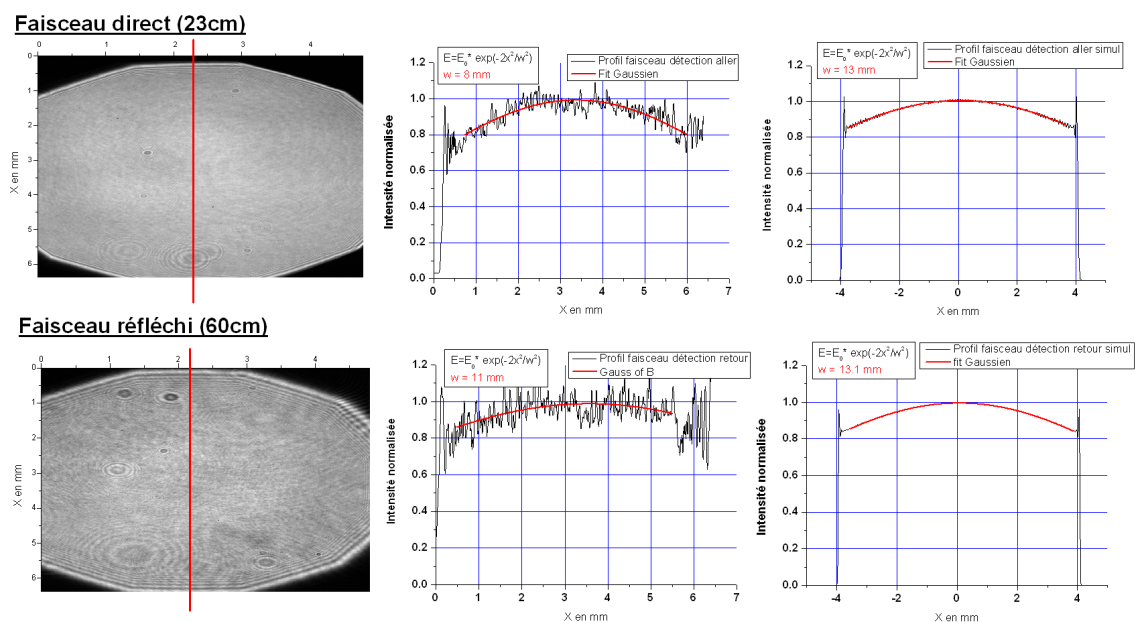 Faisceau direct (23cm)
0 1 2 3 4
0
1
2
3
4
5
6
X en mm
E=E₀* exp(-2x²/w²)
w = 8 mm
Profil faisceau détection aller
Fit Gaussien
1.2
1.0
0.8
0.6
0.4
0.2
0.0
Intensité normalisée
0 1 2 3 4 5 6 7
X en mm
E=E₀* exp(-2x²/w²)
w = 13 mm
Profil faisceau détection aller simul
Fit Gaussien
1.2
1.0
0.8
0.6
0.4
0.2
0.0
Intensité normalisée
-4 -2 0 2 4
X en mm
Faisceau réfléchi (60cm)
0 1 2 3 4
0
1
2
3
4
5
6
X en mm
E=E₀* exp(-2x²/w²)
w = 11 mm
Profil faisceau détection retour
Gauss of B
1.2
1.0
0.8
0.6
0.4
0.2
0.0
Intensité normalisée
0 1 2 3 4 5 6 7
X en mm
E=E₀* exp(-2x²/w²)
w = 13.1 mm
Profil faisceau détection retour simul
fit Gaussien
1.2
1.0
0.8
0.6
0.4
0.2
0.0
Intensité normalisée
-4 -2 0 2 4
X en mm